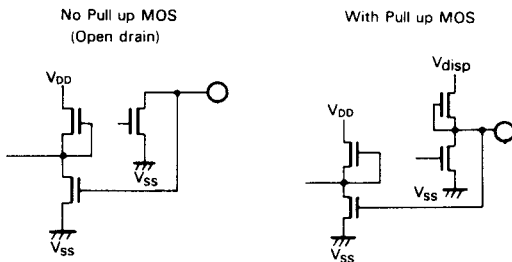 No Pull up MOS
(Open drain)
With Pull up MOS
VDD
VSS
VSS
Vdisp
VDD
VSS
VSS